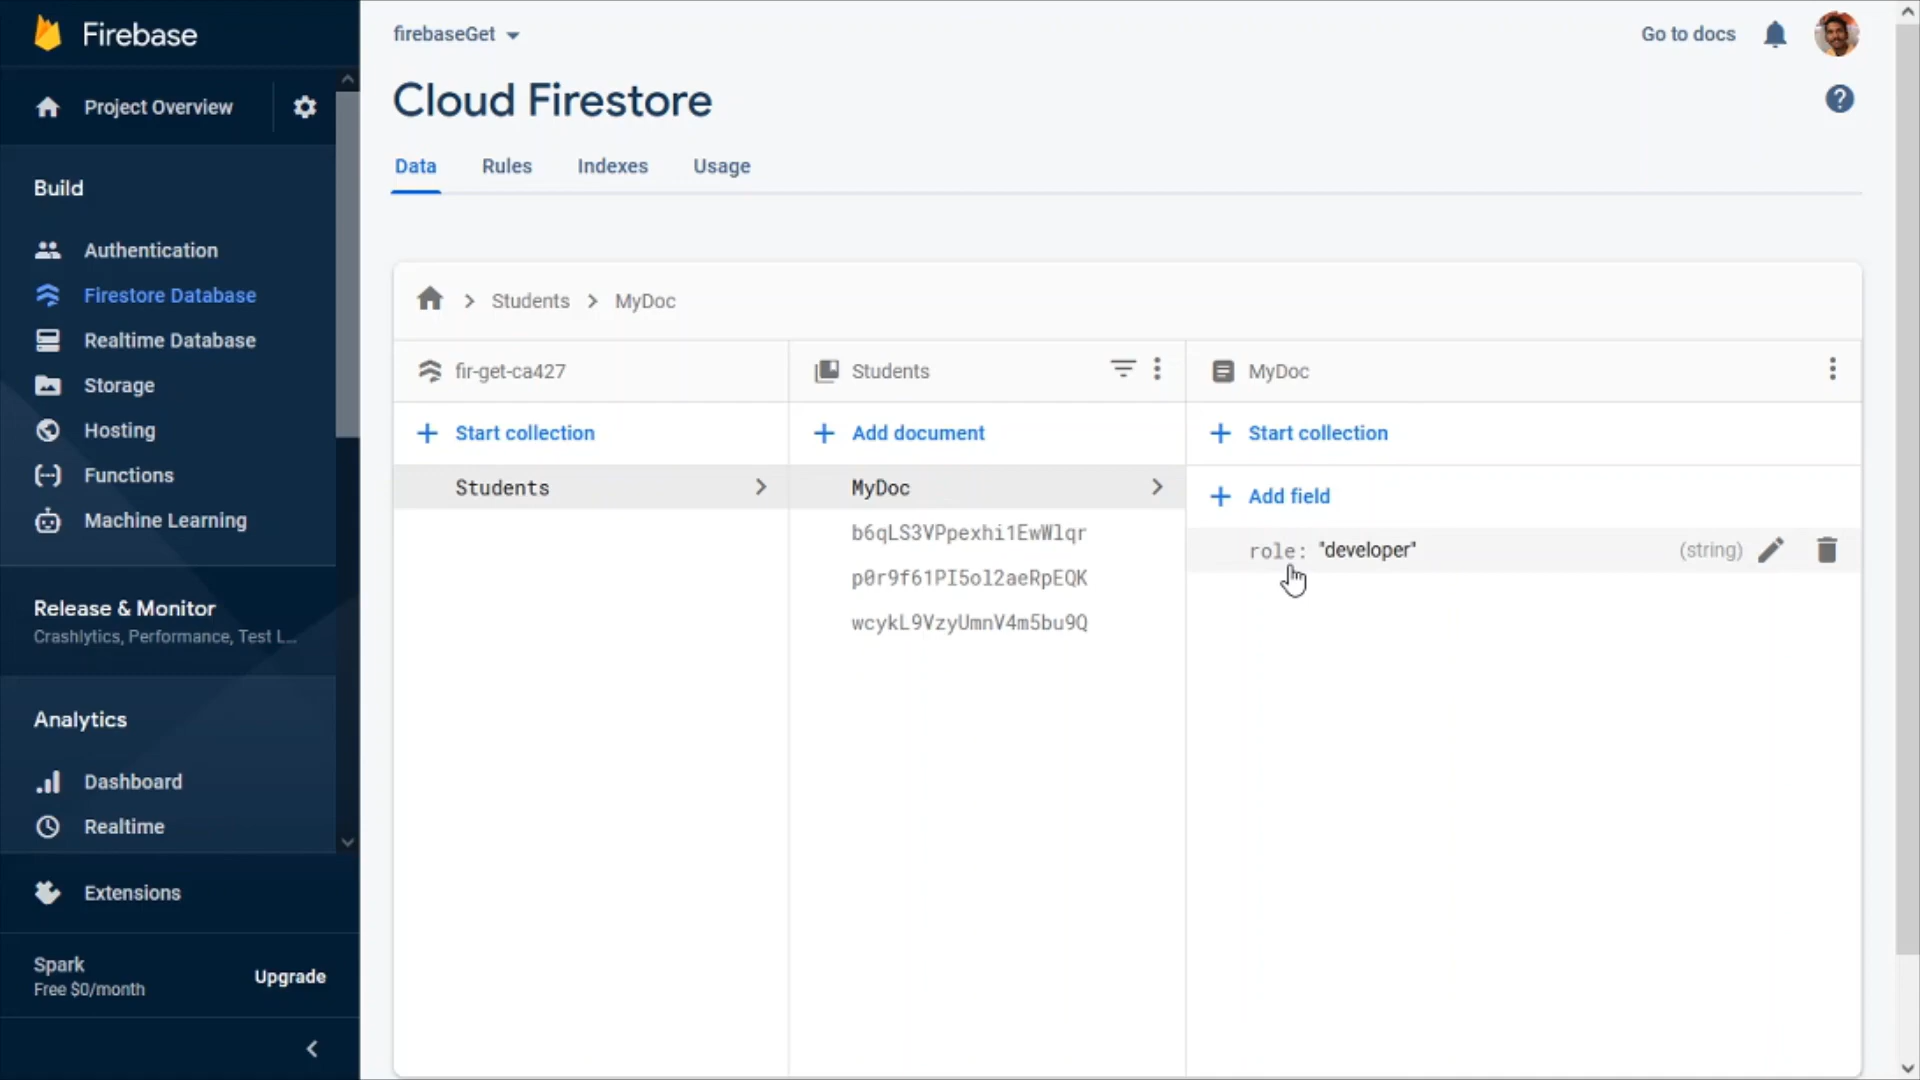 Firebase
Project Overview
Build
Authentication
Firestore Database
Realtime Database
Storage
Hosting
Functions
Machine Learning
Release & Monitor
Crashlytics, Performance, Test L...
Analytics
Dashboard
Realtime
Extensions
Spark
Free $0/month
Upgrade
firebaseGet
Go to docs
Cloud Firestore
Data Rules Indexes Usage
Students MyDoc
fir-get-ca427
Start collection
Students
Students
Add document
MyDoc
b6qLS3VPpexhi1EwWlqr
p0r9f61PI5ol2aeRpEQK
wcykL9VzyUmnV4m5bu9Q
MyDoc
Start collection
Add field
role: "developer" (string)